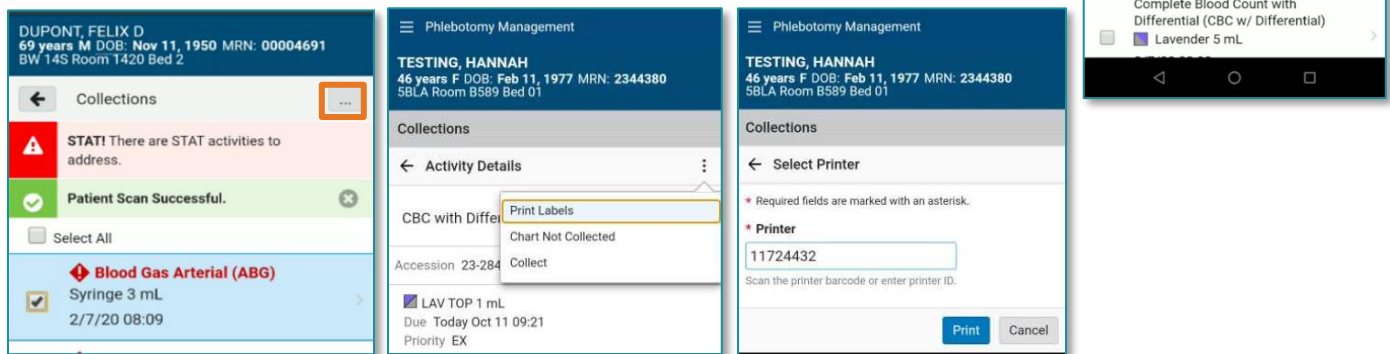 DUPONT, FELIX D
69 years M DOB: Nov 11, 1950 MRN: 00004691
BW 14S Room 1420 Bed 2
Collections
...
STAT! There are STAT activities to
address.
Patient Scan Successful.
Select All
Blood Gas Arterial (ABG)
Syringe 3 mL
2/7/20 08:09
Phlebotomy Management
TESTING, HANNAH
46 years F DOB: Feb 11, 1977 MRN: 2344380
5BLA Room B589 Bed 01
Collections
Activity Details
CBC with Differ
Print Labels
Chart Not Collected
Collect
Accession 23-284
LAV TOP 1 mL
Due Today Oct 11 09:21
Priority EX
Phlebotomy Management
TESTING, HANNAH
46 years F DOB: Feb 11, 1977 MRN: 2344380
5BLA Room B589 Bed 01
Collections
Select Printer
* Required fields are marked with an asterisk.
* Printer
11724432
Scan the printer barcode or enter printer ID.
Print Cancel
Complete Blood Count with
Differential (CBC w/ Differential)
Lavender 5 mL